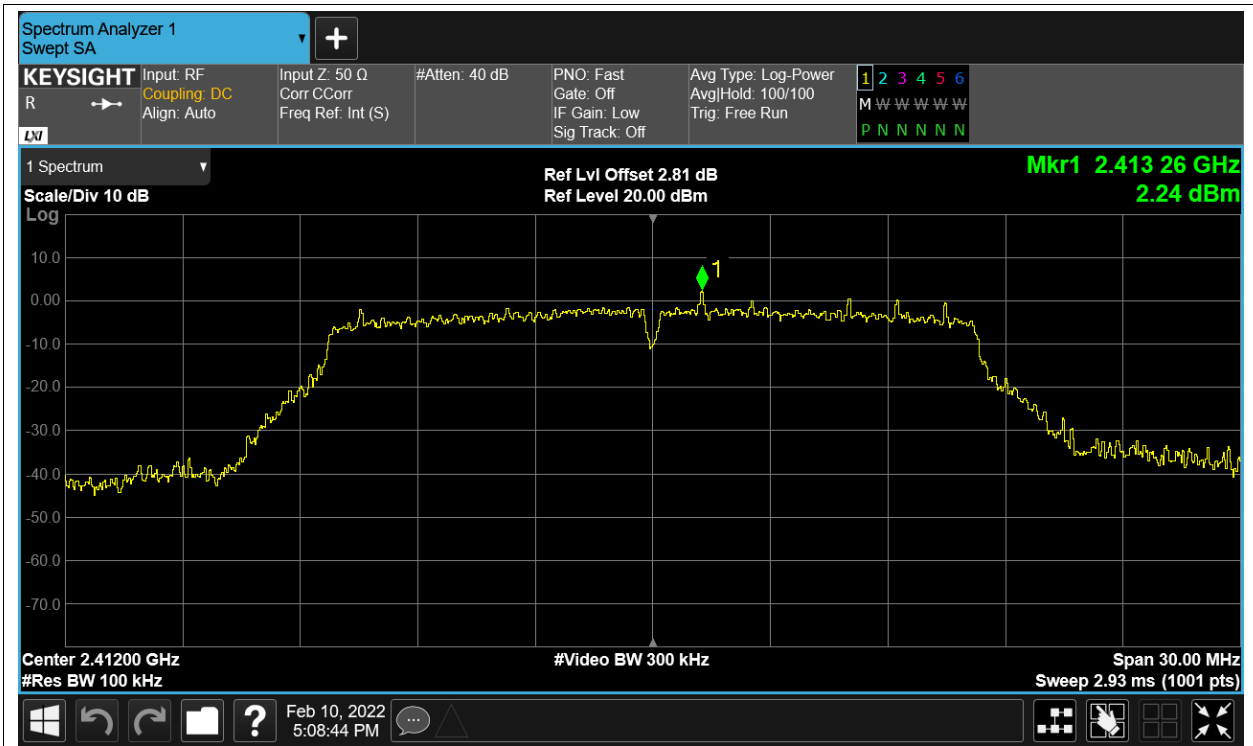 Spectrum Analyzer 1
Swept SA
KEYSIGHT
R
LXI
Input: RF
Coupling: DC
Align: Auto
Input Z: 50 Ω
Corr CCorr
Freq Ref: Int (S)
#Atten: 40 dB
PNO: Fast
Gate: Off
IF Gain: Low
Sig Track: Off
Avg Type: Log-Power
Avg|Hold: 100/100
Trig: Free Run
1 2 3 4 5 6
M W W W W W
P N N N N N
1 Spectrum
Scale/Div 10 dB
Log
Ref Lvl Offset 2.81 dB
Ref Level 20.00 dBm
Mkr1 2.413 26 GHz
2.24 dBm
1
10.0
0.00
-10.0
-20.0
-30.0
-40.0
-50.0
-60.0
-70.0
Center 2.41200 GHz
#Res BW 100 kHz
#Video BW 300 kHz
Span 30.00 MHz
Sweep 2.93 ms (1001 pts)
?
Feb 10, 2022
5:08:44 PM